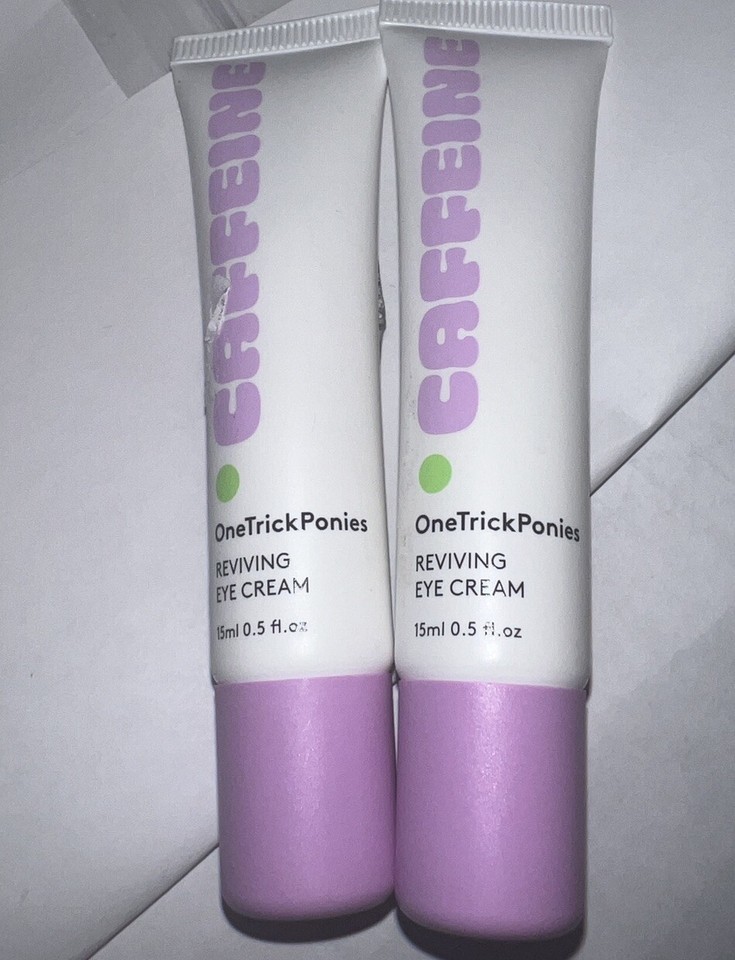 CAFFEINE
OneTrickPonies
REVIVING
EYE CREAM
15ml 0.5 fl.oz
CAFFEINE
OneTrickPonies
REVIVING
EYE CREAM
15ml 0.5 fl.oz